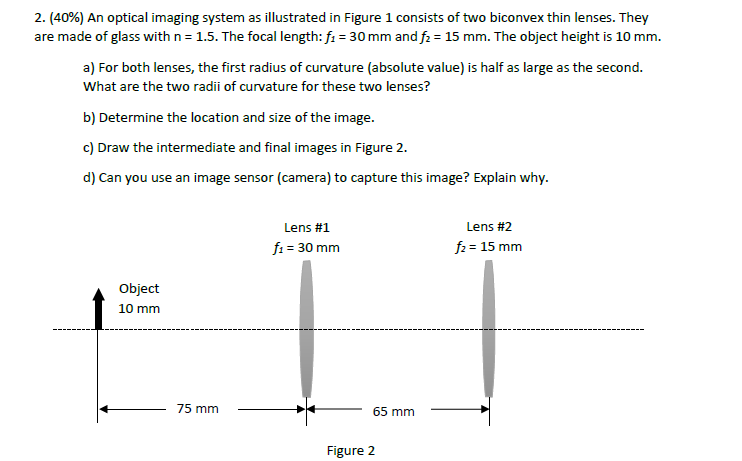 2. (40%) An optical imaging system as illustrated in Figure 1 consists of two biconvex thin lenses. They
are made of glass with n = 1.5. The focal length: f₁ = 30 mm and f₂ = 15 mm. The object height is 10 mm.
a) For both lenses, the first radius of curvature (absolute value) is half as large as the second.
What are the two radii of curvature for these two lenses?
b) Determine the location and size of the image.
c) Draw the intermediate and final images in Figure 2.
d) Can you use an image sensor (camera) to capture this image? Explain why.
Lens #1
f₁ = 30 mm
Lens #2
f₂ = 15 mm
Object
10 mm
75 mm
65 mm
Figure 2